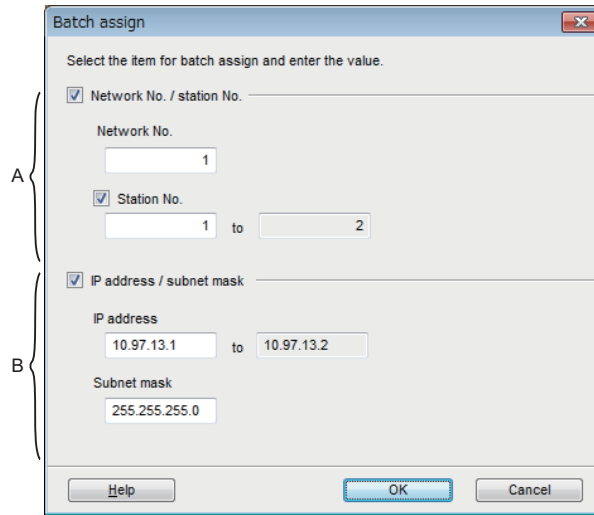 Batch assign
Select the item for batch assign and enter the value.
Network No. / station No.
Network No.
1
A
Station No.
1 to 2
IP address / subnet mask
IP address
10.97.13.1 to 10.97.13.2
B
Subnet mask
255.255.255.0
Help OK Cancel